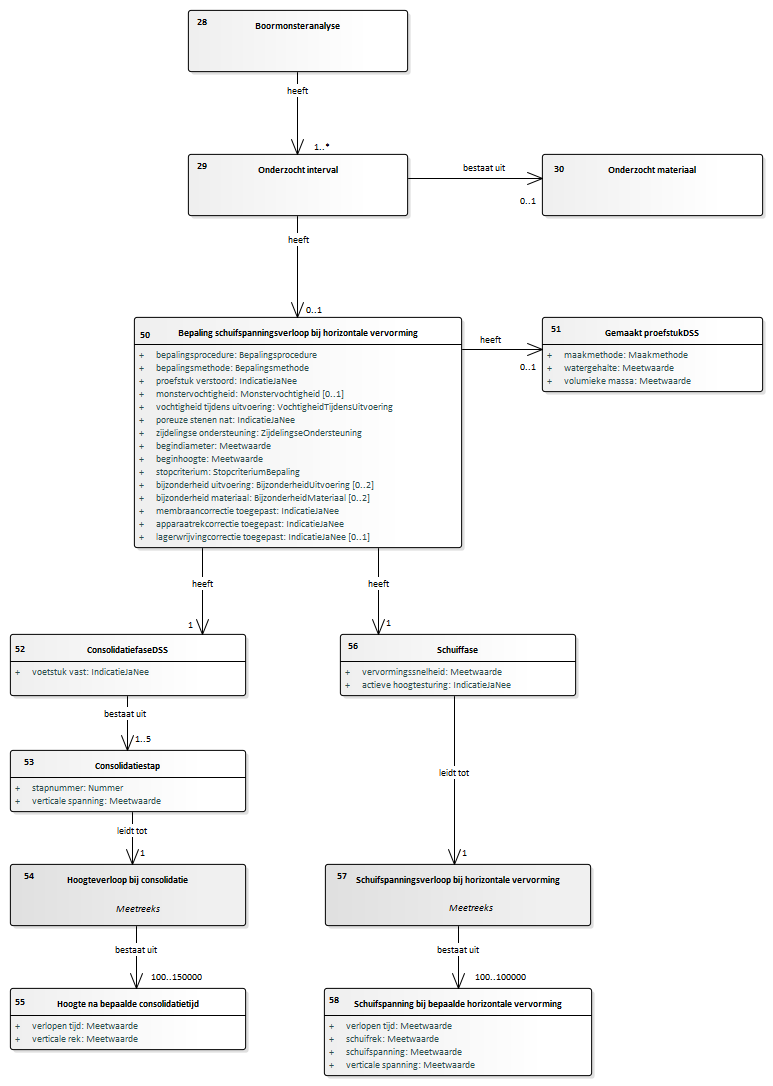 28 Boormonsteranalyse
heeft
1..*
29 Onderzocht interval
bestaat uit
0..1
30 Onderzocht materiaal
heeft
0..1
50 Bepaling schuifspanningsverloop bij horizontale vervorming
+ bepalingsprocedure: Bepalingsprocedure
+ bepalingsmethode: Bepalingsmethode
+ proefstuk verstoord: IndicatieJaNee
+ monstervochtigheid: Monstervochtigheid [0..1]
+ vochtigheid tijdens uitvoering: VochtigheidTijdensUitvoering
+ poreuze stenen nat: IndicatieJaNee
+ zijdelingse ondersteuning: ZijdelingseOndersteuning
+ begindiameter: Meetwaarde
+ beginhoogte: Meetwaarde
+ stopcriterium: StopcriteriumBepaling
+ bijzonderheid uitvoering: BijzonderheidUitvoering [0..2]
+ bijzonderheid materiaal: BijzonderheidMateriaal [0..2]
+ membraancorrectie toegepast: IndicatieJaNee
+ apparaatrekcorrectie toegepast: IndicatieJaNee
+ lagerwrijvingcorrectie toegepast: IndicatieJaNee [0..1]
heeft
0..1
51 Gemaakt proefstukDSS
+ maakmethode: Maakmethode
+ watergehalte: Meetwaarde
+ volumieke massa: Meetwaarde
heeft
1
heeft
1
52 ConsolidatiefaseDSS
+ voetstuk vast: IndicatieJaNee
56 Schuiffase
+ vervormingssnelheid: Meetwaarde
+ actieve hoogtesturing: IndicatieJaNee
bestaat uit
1..5
53 Consolidatiestap
+ stapnummer: Nummer
+ verticale spanning: Meetwaarde
leidt tot
1
leidt tot
1
54 Hoogteverloop bij consolidatie
Meetreeks
57 Schuifspanningsverloop bij horizontale vervorming
Meetreeks
bestaat uit
100..150000
bestaat uit
100..100000
55 Hoogte na bepaalde consolidatietijd
+ verlopen tijd: Meetwaarde
+ verticale rek: Meetwaarde
58 Schuifspanning bij bepaalde horizontale vervorming
+ verlopen tijd: Meetwaarde
+ schuifrek: Meetwaarde
+ schuifspanning: Meetwaarde
+ verticale spanning: Meetwaarde